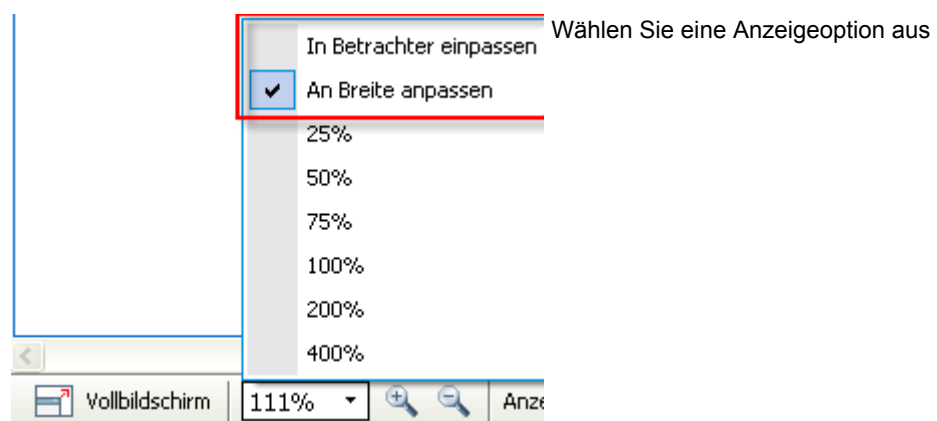 In Betrachter einpassen
Wählen Sie eine Anzeigeoption aus
An Breite anpassen
25%
50%
75%
100%
200%
400%
Vollbildschirm 111% Anze